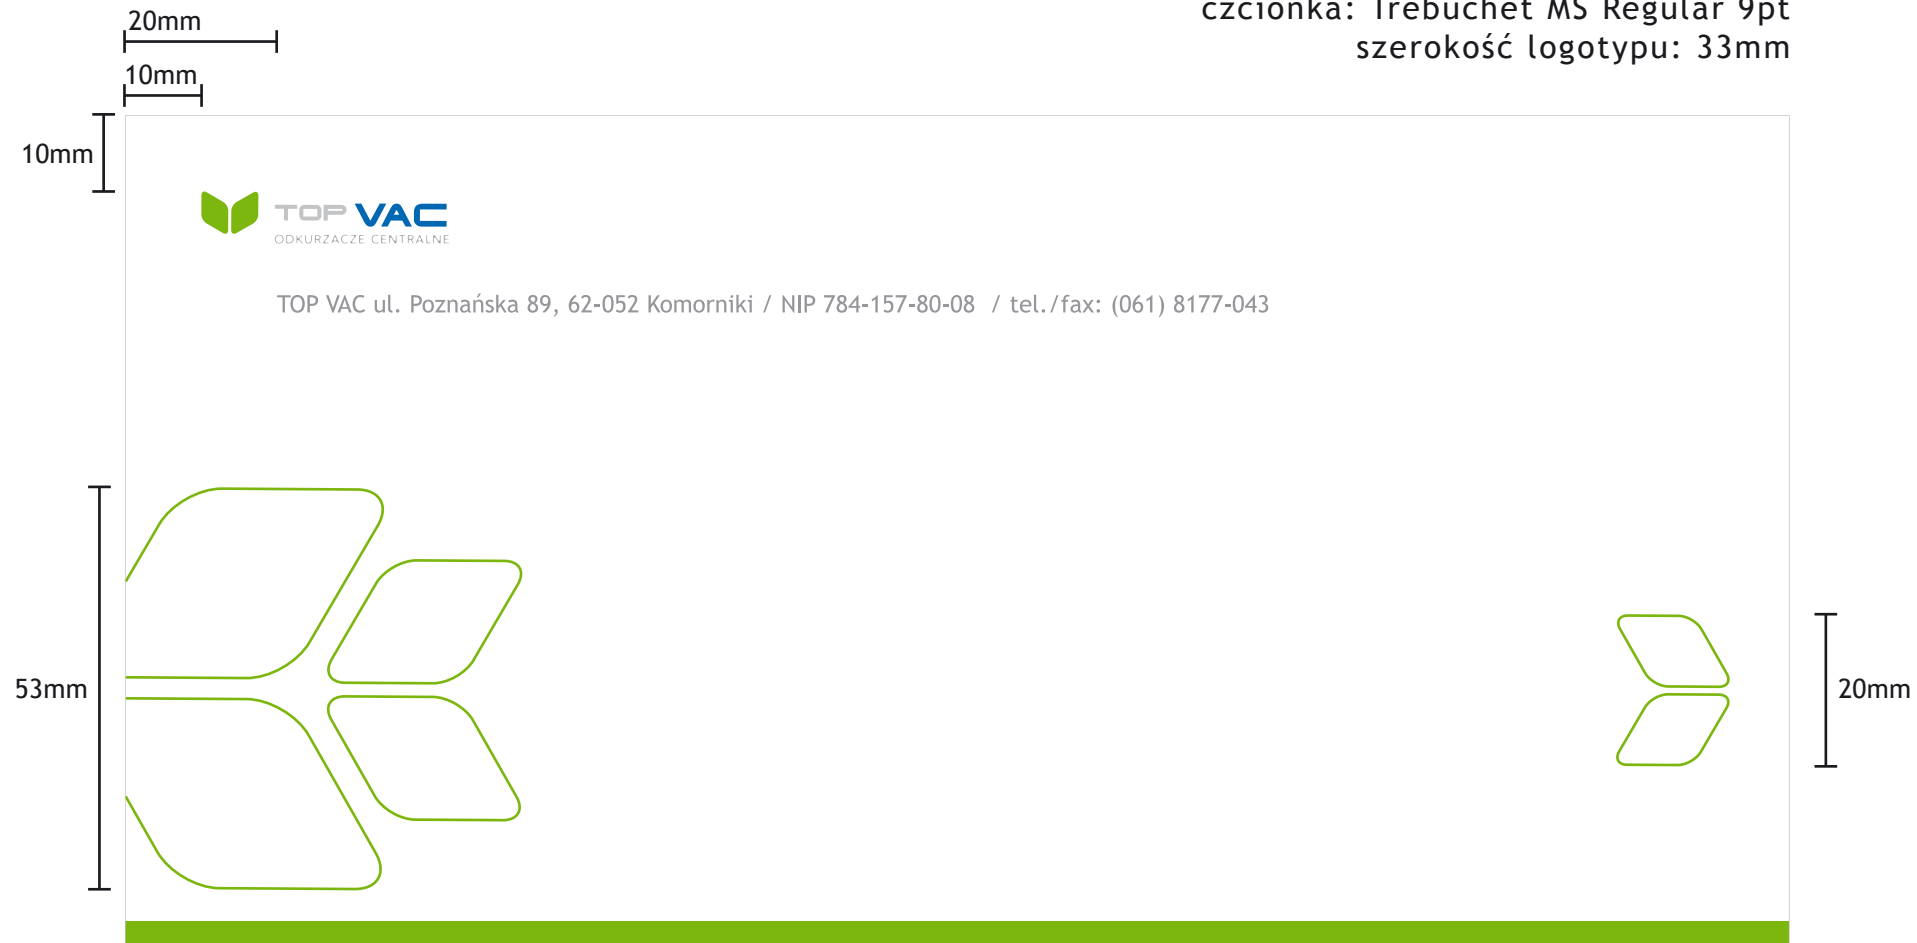 czcionka: Trebuchet MS Regular 9pt
szerokość logotypu: 33mm
20mm
10mm
10mm
TOP VAC
ODKURZACZE CENTRALNE
TOP VAC ul. Poznańska 89, 62-052 Komorniki / NIP 784-157-80-08 / tel./fax: (061) 8177-043
53mm
20mm